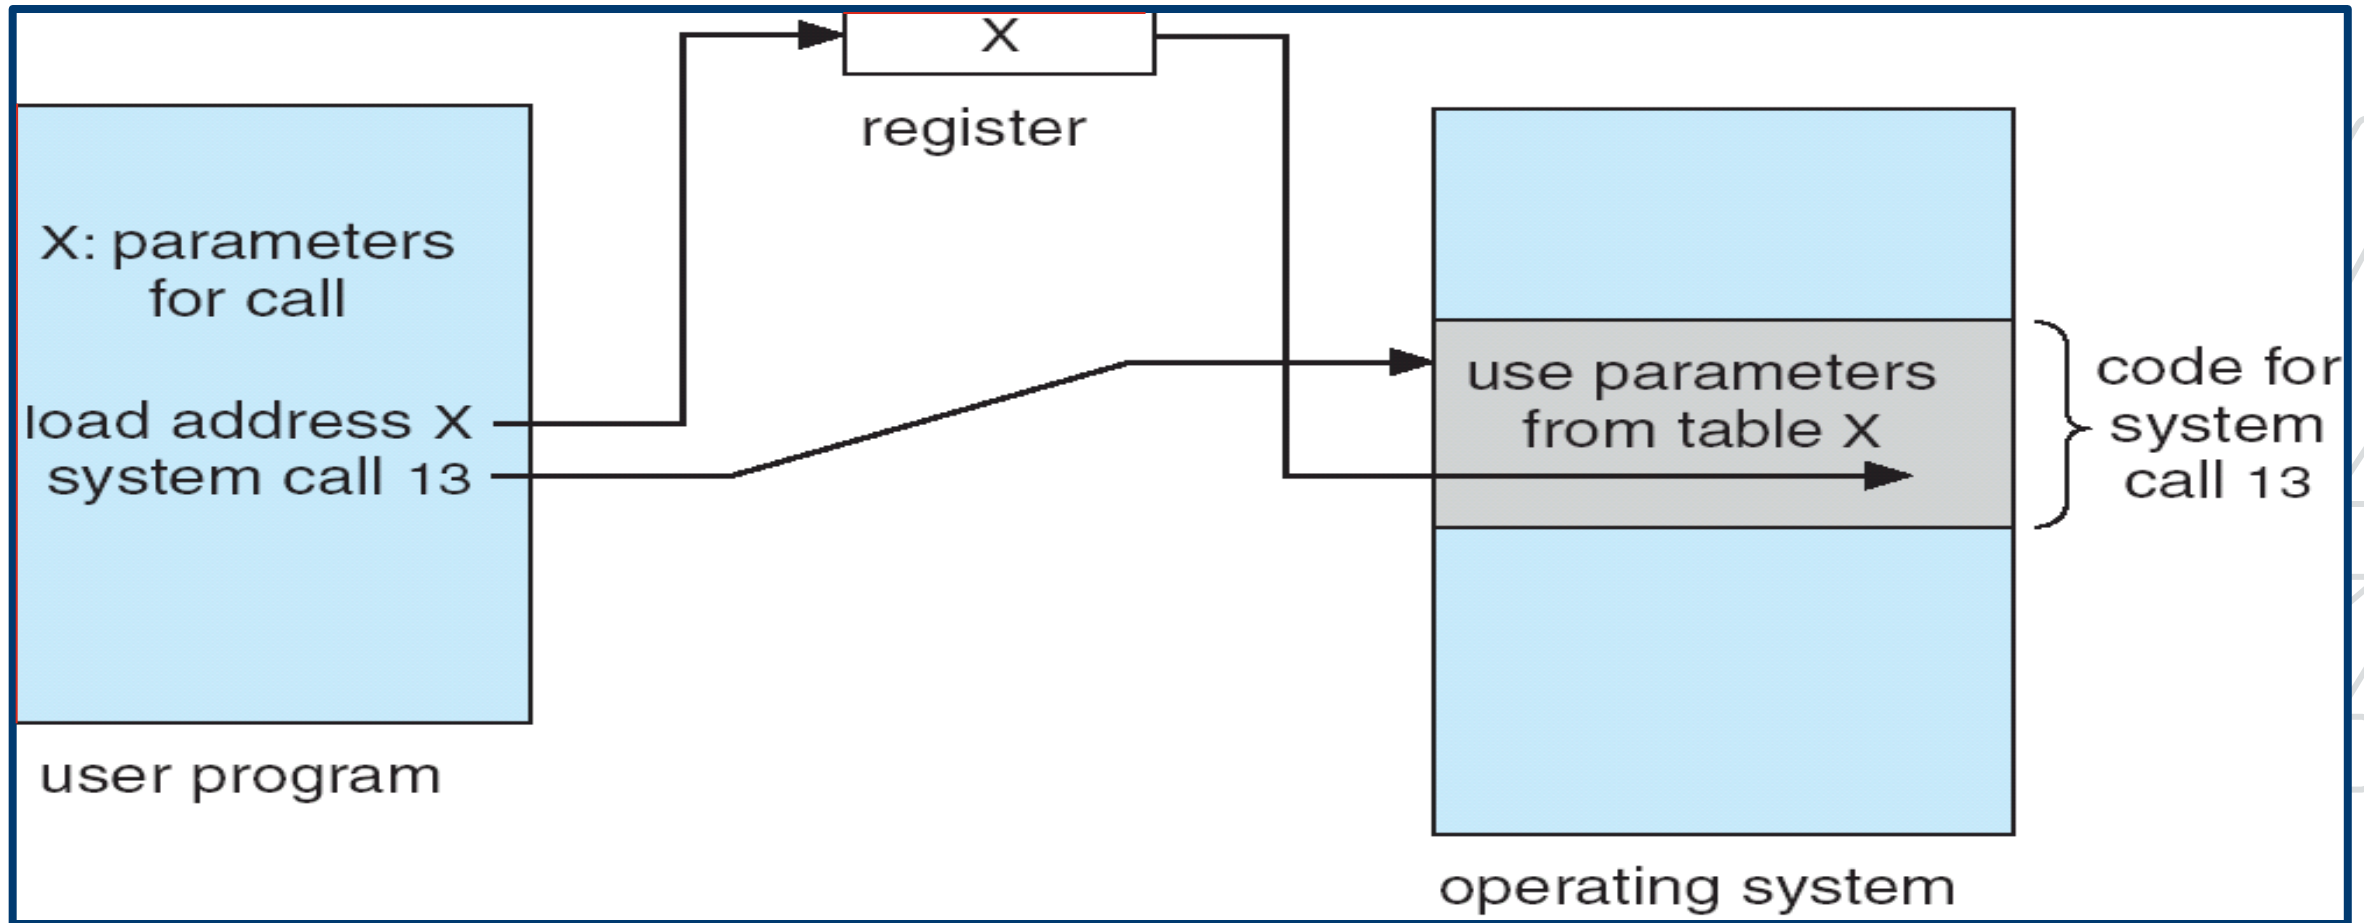 X
register
X: parameters
for call
load address X
system call 13
user program
use parameters
from table X
code for
system
call 13
operating system